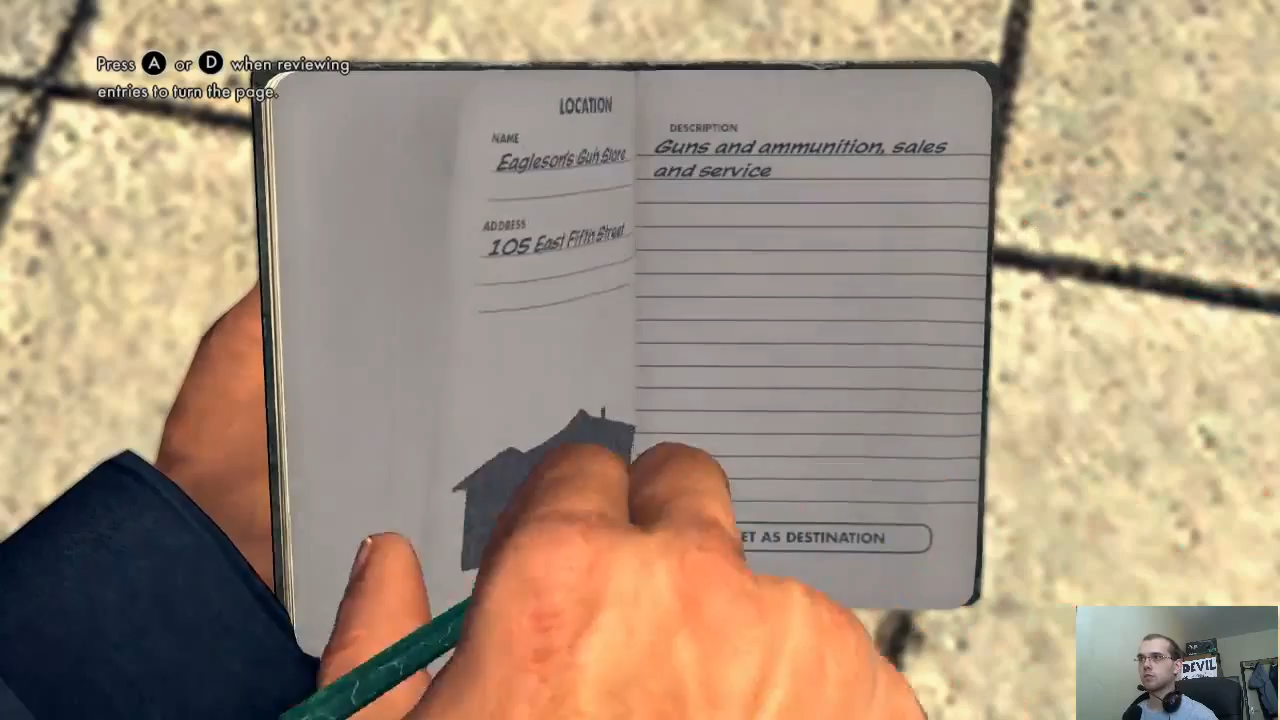 Press A or D when reviewing
entries to turn the page.
LOCATION
NAME
Eagleson's Gun Store
ADDRESS
105 East Fifth Street
DESCRIPTION
Guns and ammunition, sales
and service
ET AS DESTINATION
DEVIL